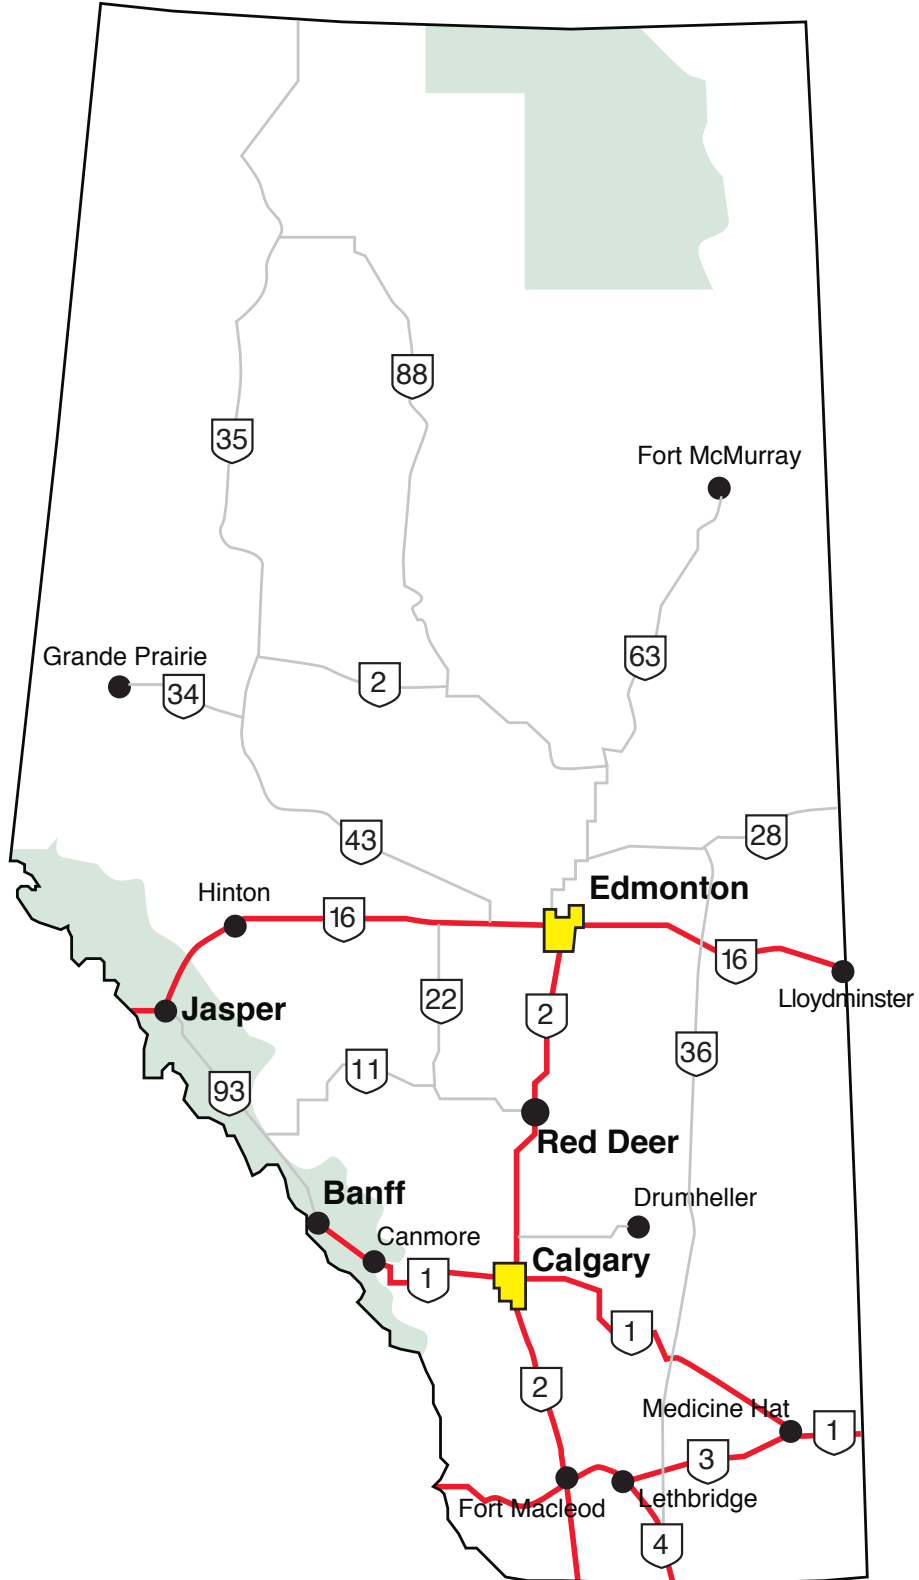 88
35
Fort McMurray
63
Grande Prairie
2
34
28
43
Edmonton
Hinton
16
16
Lloydminster
22
Jasper
2
36
11
93
Red Deer
Banff
Drumheller
Canmore
Calgary
1
1
2
Medicine Hat
1
3
Lethbridge
Fort Macleod
4